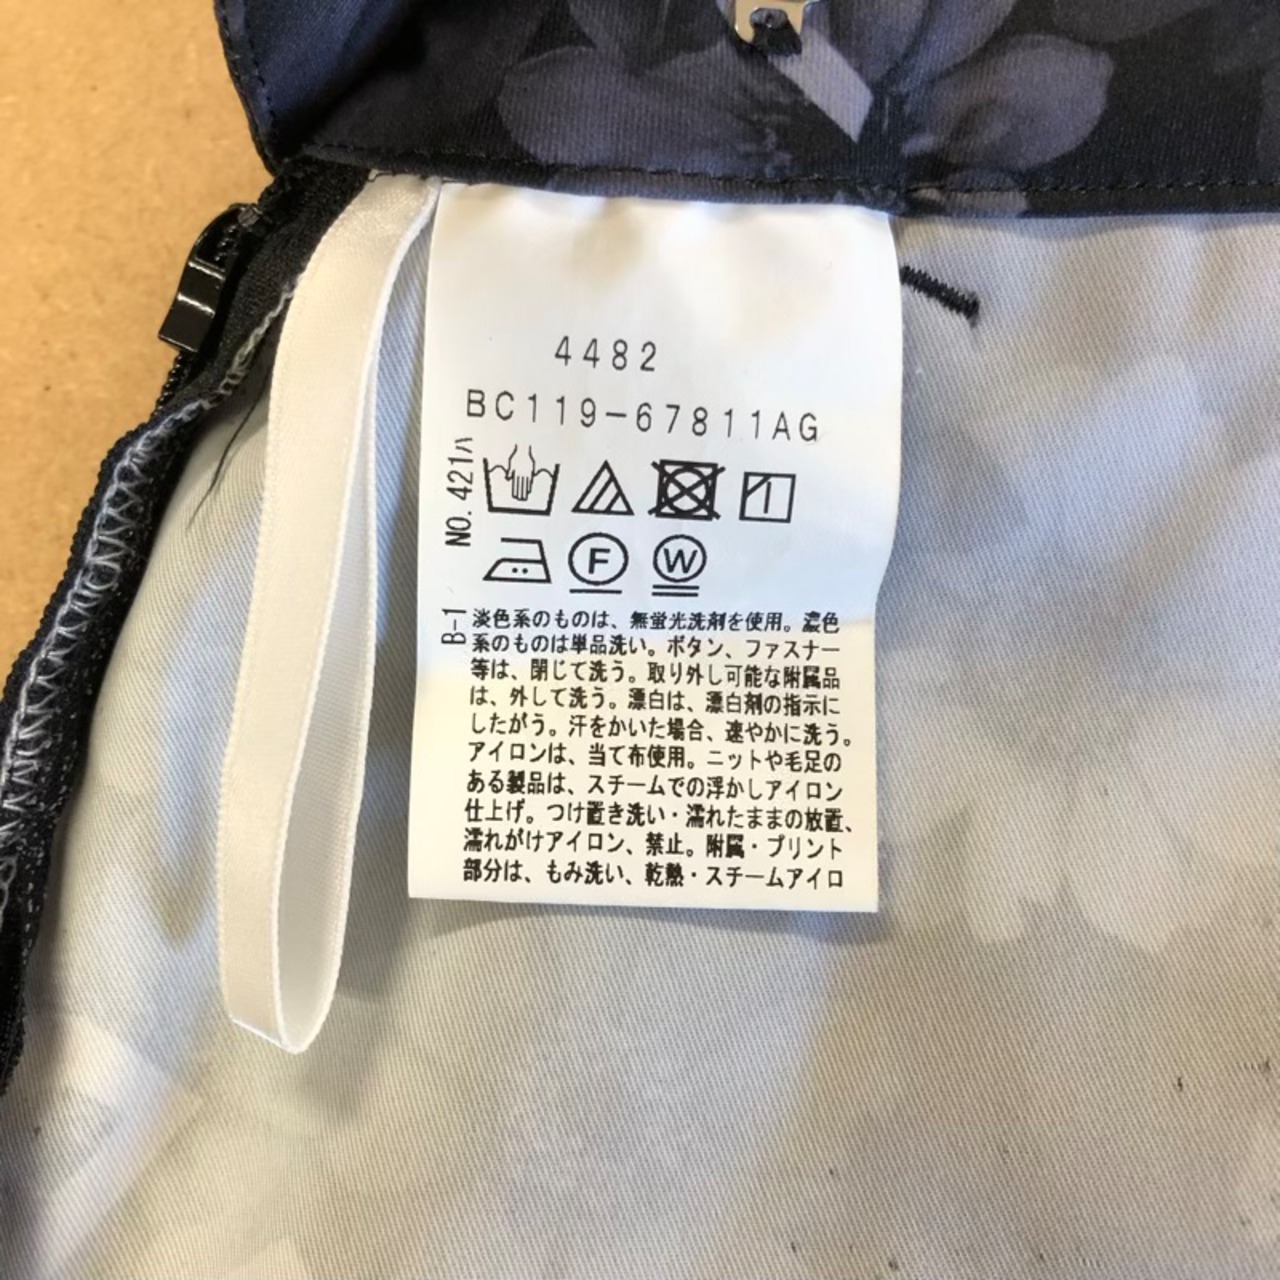 4482
BC119-67811AG
NO.421ハ
F
W
B-1
淡色系のものは、無蛍光洗剤を使用。濃色
系のものは単品洗い。ボタン、ファスナー
等は、閉じて洗う。取り外し可能な附属品
は、外して洗う。漂白は、漂白剤の指示に
したがう。汗をかいた場合、速やかに洗う。
アイロンは、当て布使用。ニットや毛足の
ある製品は、スチームでの浮かしアイロン
仕上げ。つけ置き洗い・濡れたままの放置、
濡れがけアイロン、禁止。附属・プリント
部分は、もみ洗い、乾熱・スチームアイロ